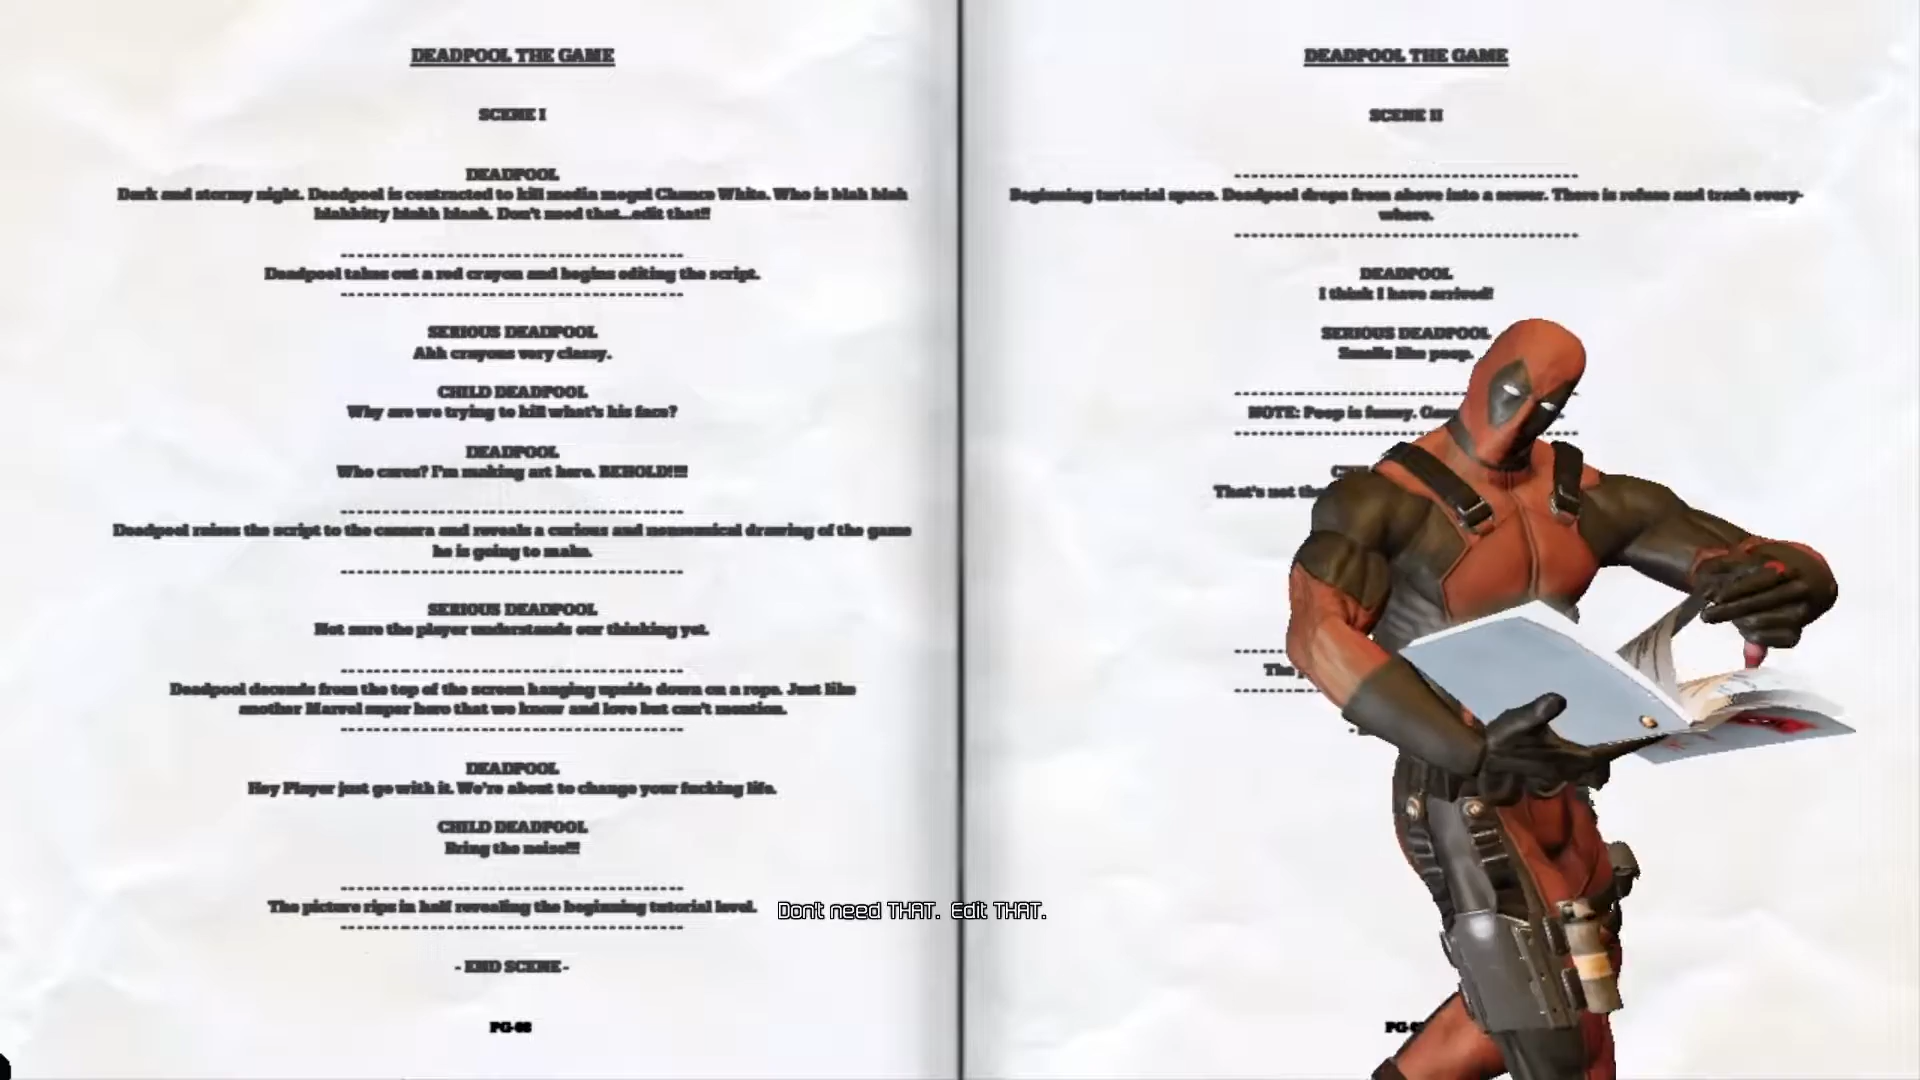 DEADPOOL THE GAME
SCENE I
DEADPOOL
Dark and stormy night. Deadpool is contracted to kill media mogul Chance White. Who is blah blah
blahkitty blahh blaah. Don't need that...edit that!!
Deadpool takes out a red crayon and begins editing the script.
SERIOUS DEADPOOL
Ahh crayons very classy.
CHILD DEADPOOL
Why are we trying to kill what's his face?
DEADPOOL
Who cares? I'm making art here. BEHOLD!!!!
Deadpool raises the script to the camera and reveals a curious and nonsensical drawing of the game
he is going to make.
SERIOUS DEADPOOL
Not sure the player understands our thinking yet.
Deadpool decends from the top of the screen hanging upside down on a rope. Just like
another Marvel super hero that we know and love but can't mention.
DEADPOOL
Hey Player just go with it. We're about to change your fucking life.
CHILD DEADPOOL
Bring the noise!!!
The picture rips in half revealing the beginning tutorial level.
- END SCENE -
PG-08
DEADPOOL THE GAME
SCENE II
Beginning turtorial space. Deadpool drops from above into a sewer. There is refuse and trash every-
where.
DEADPOOL
I think I have arrived!
SERIOUS DEADPOOL
Smells like poop.
NOTE: Poop is funny.
That's not
The
Don't need THAT. Edit THAT.